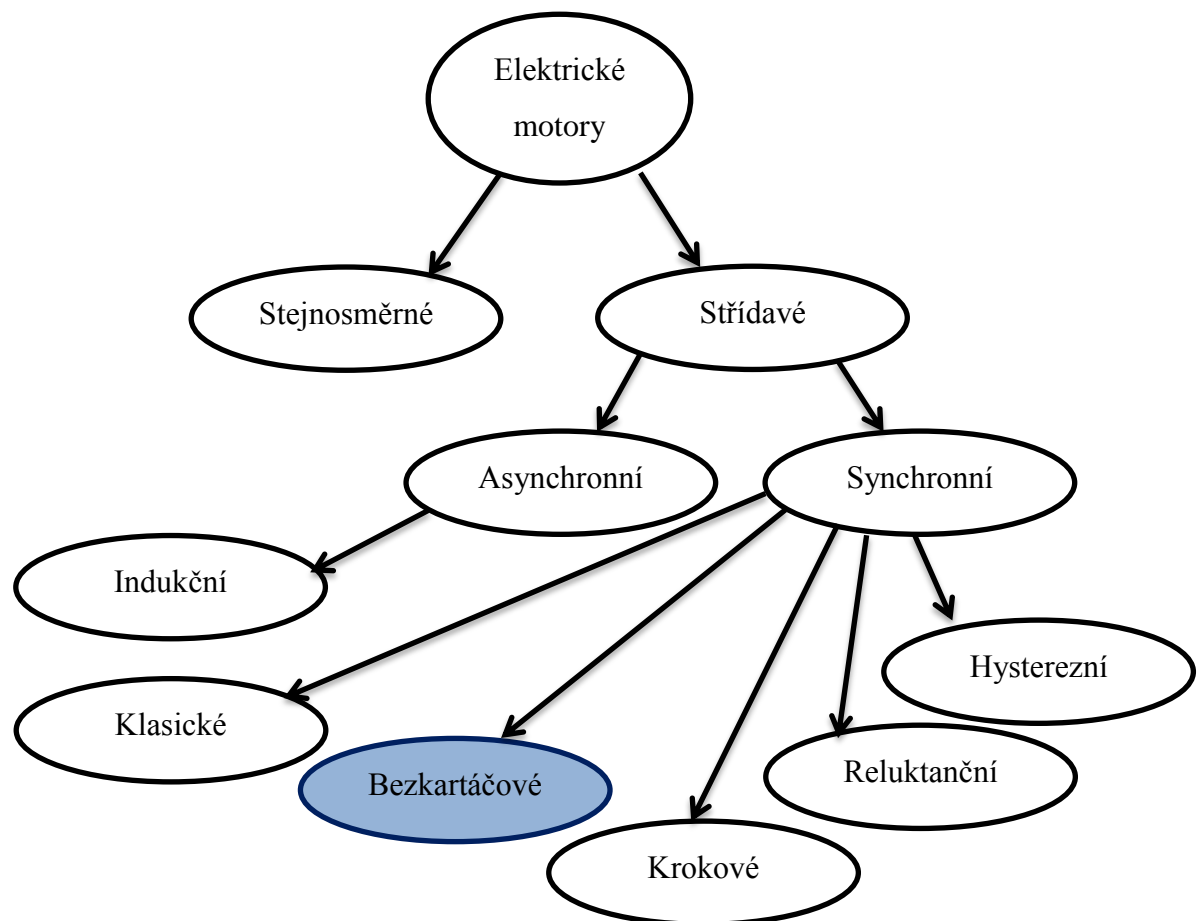 Elektrické
motory
Stejnosměrné
Střídavé
Asynchronní
Synchronní
Indukční
Hysterezní
Klasické
Bezkartáčové
Reluktanční
Krokové